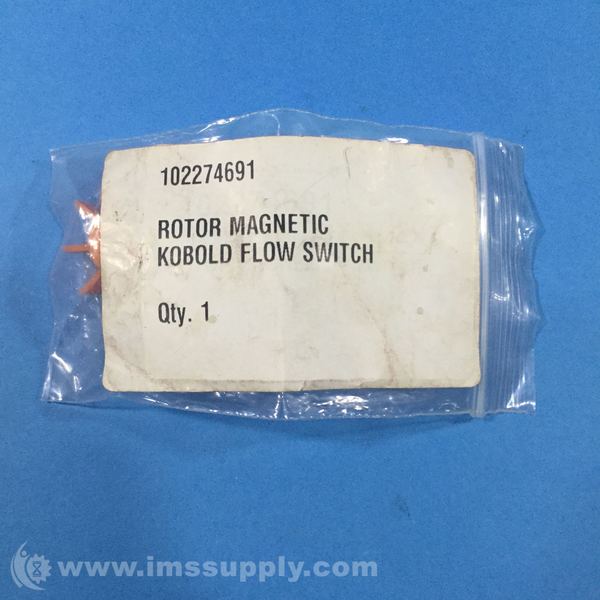 102274691
ROTOR MAGNETIC
KOBOLD FLOW SWITCH
Qty. 1
www.imssupply.com